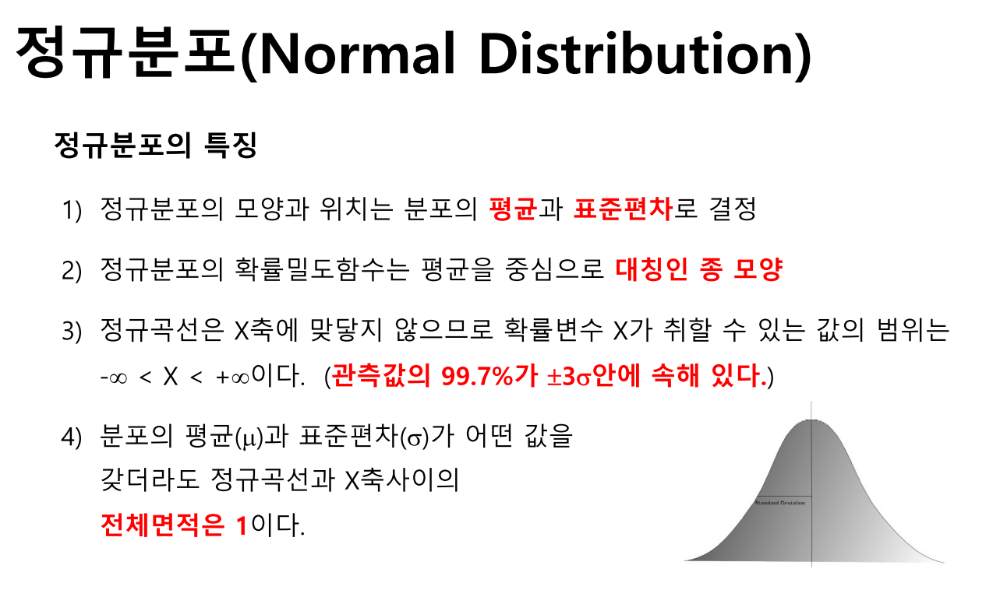 정규분포(Normal Distribution)
정규분포의 특징
1) 정규분포의 모양과 위치는 분포의 평균과 표준편차로 결정
2) 정규분포의 확률밀도함수는 평균을 중심으로 대칭인 종 모양
3) 정규곡선은 X축에 맞닿지 않으므로 확률변수 X가 취할 수 있는 값의 범위는
-∞ < X < +∞이다. (관측값의 99.7%가 ±3σ안에 속해 있다.)
4) 분포의 평균(μ)과 표준편차(σ)가 어떤 값을
갖더라도 정규곡선과 X축사이의
전체면적은 1이다.
Standard Deviation